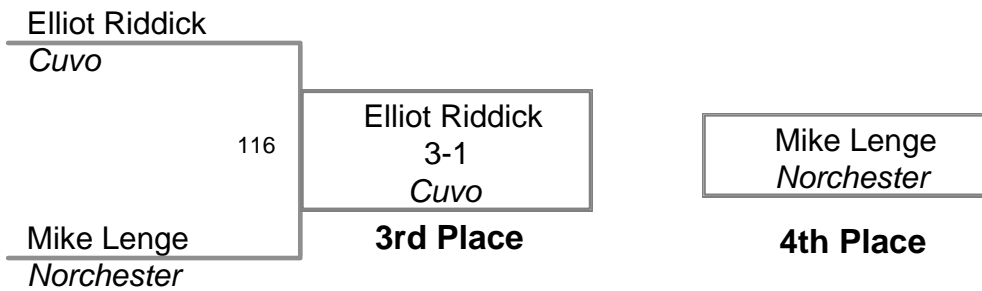 Elliot Riddick
Cuvo
116
Mike Lenge
Norchester
Elliot Riddick
3-1
Cuvo
3rd Place
Mike Lenge
Norchester
4th Place